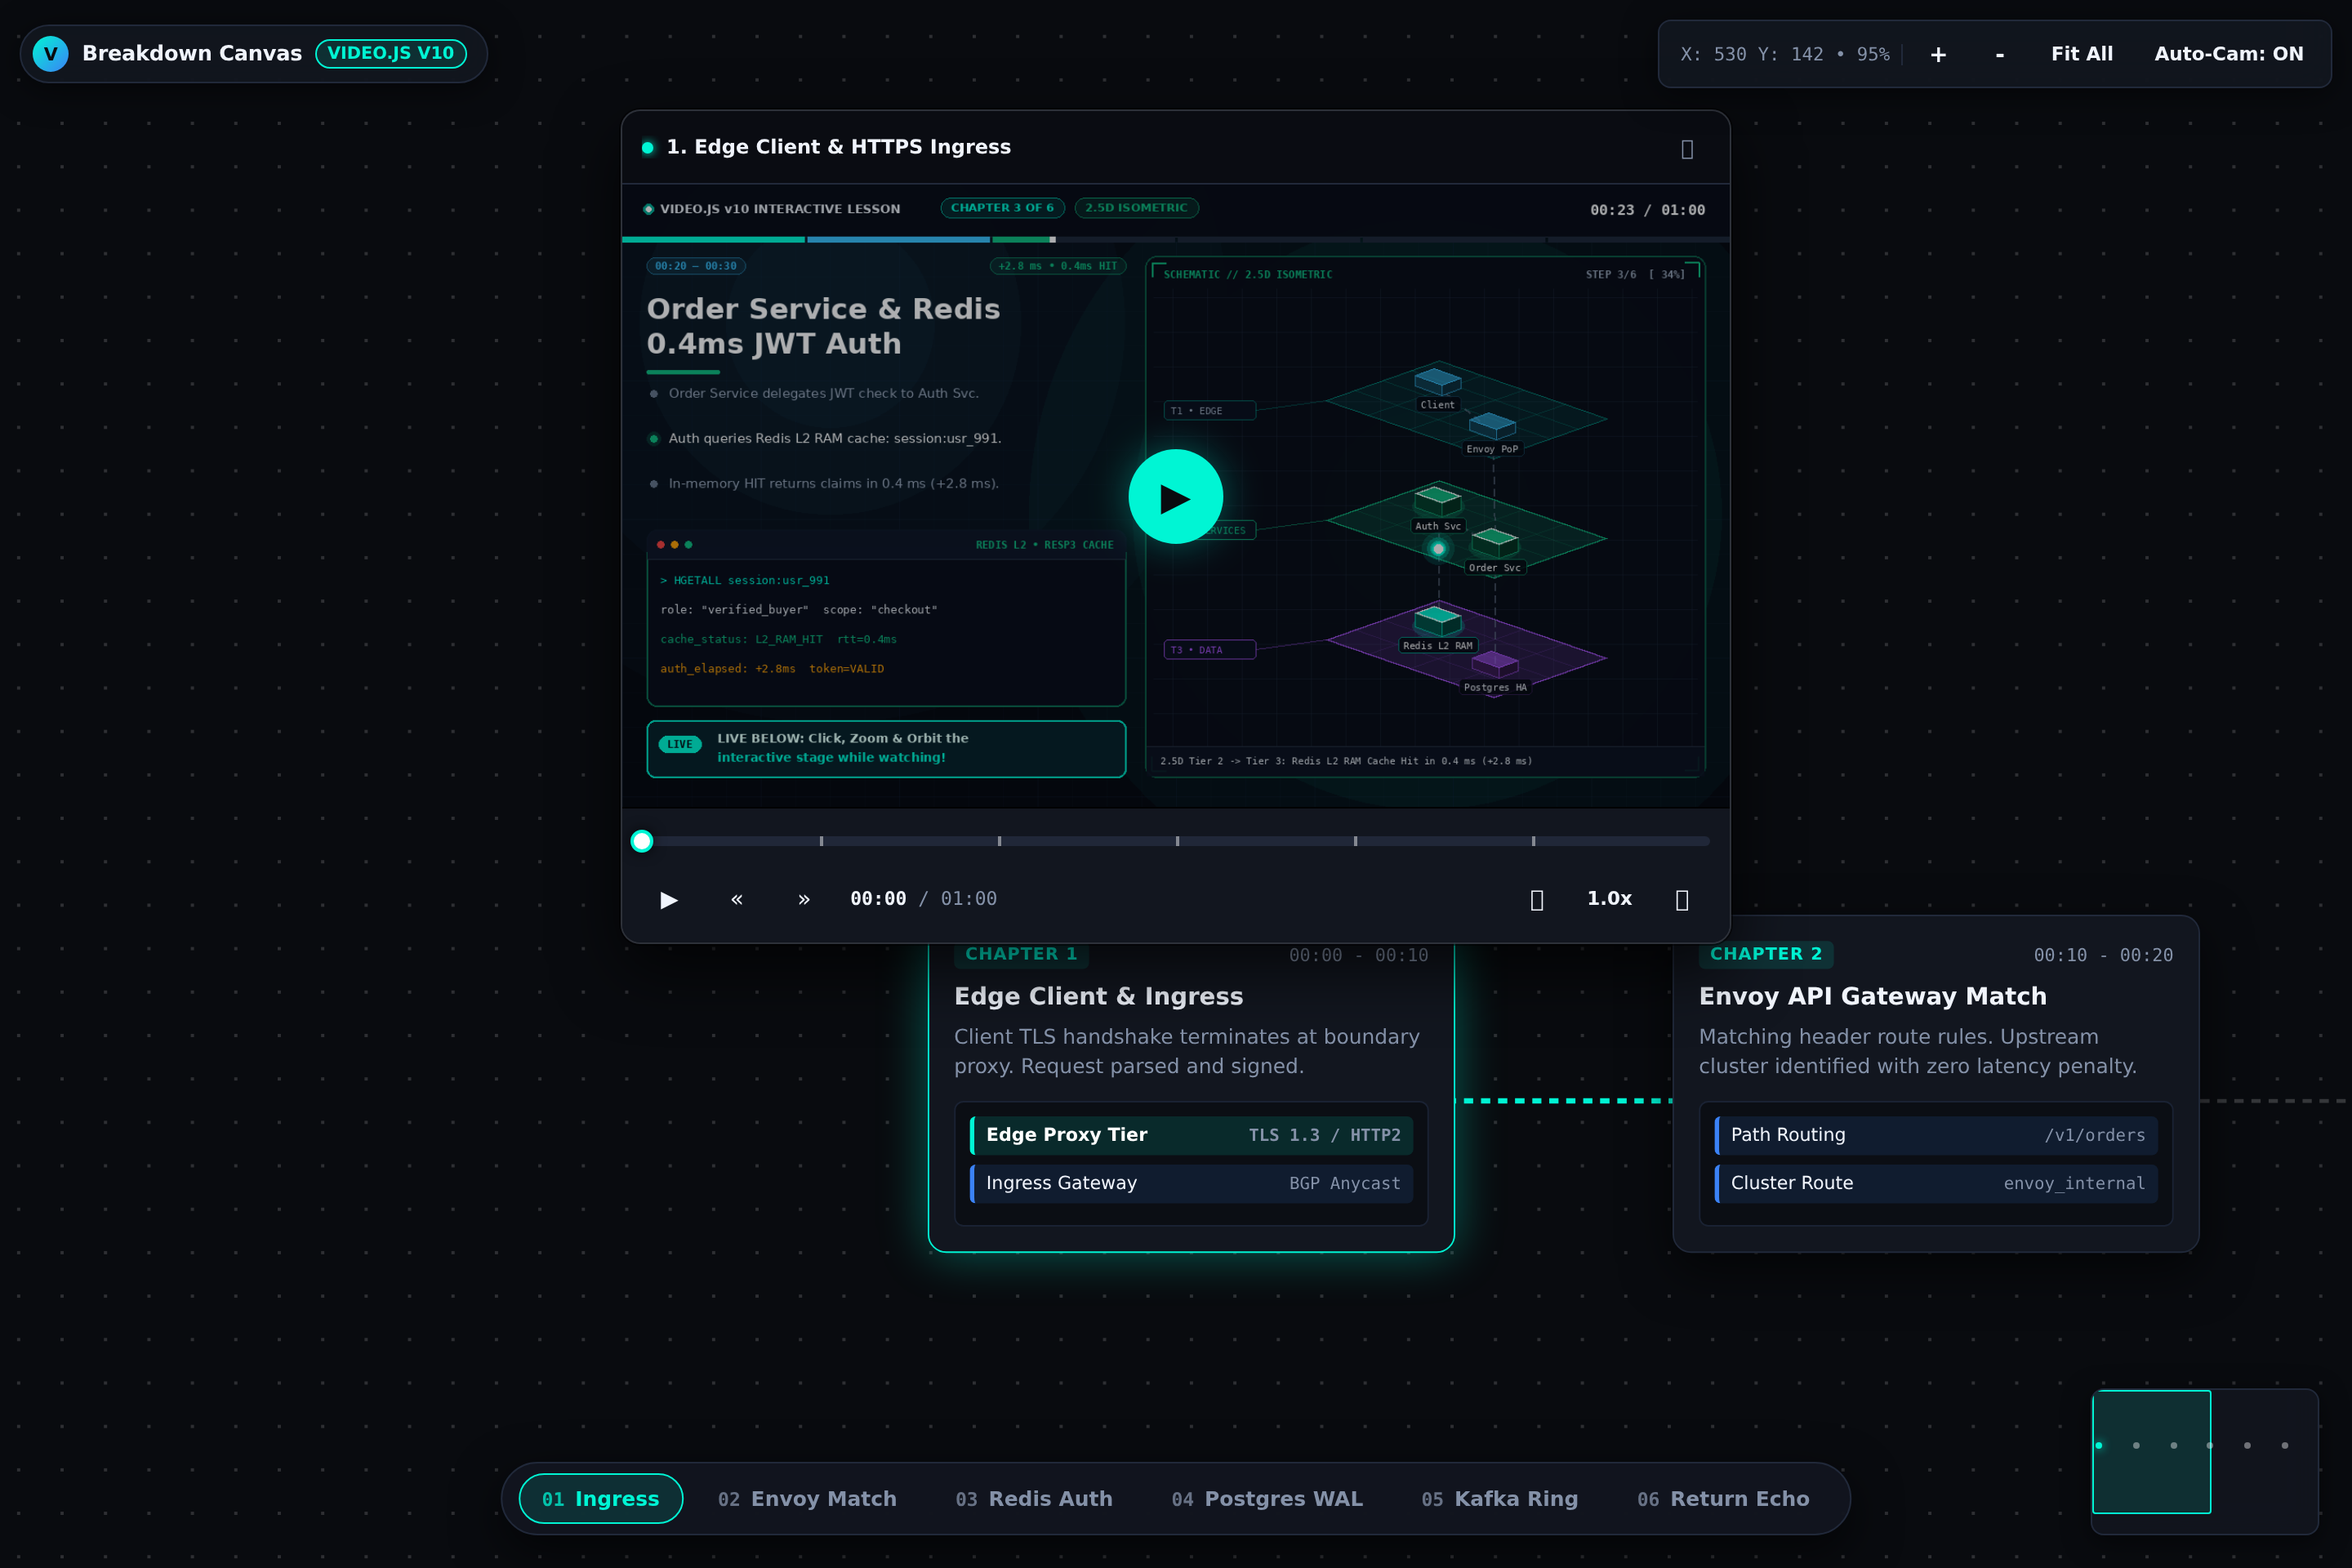 V Breakdown Canvas VIDEO.JS V10
X: 530 Y: 142 • 95% + - Fit All Auto-Cam: ON
1. Edge Client & HTTPS Ingress
VIDEO.JS v10 INTERACTIVE LESSON CHAPTER 3 OF 6 2.5D ISOMETRIC 00:23 / 01:00
00:20 — 00:30 +2.8 ms • 0.4ms HIT
Order Service & Redis
0.4ms JWT Auth
Order Service delegates JWT check to Auth Svc.
Auth queries Redis L2 RAM cache: session:usr_991.
In-memory HIT returns claims in 0.4 ms (+2.8 ms).
REDIS L2 • RESP3 CACHE
> HGETALL session:usr_991
role: "verified_buyer" scope: "checkout"
cache_status: L2_RAM_HIT rtt=0.4ms
auth_elapsed: +2.8ms token=VALID
LIVE
LIVE BELOW: Click, Zoom & Orbit the
interactive stage while watching!
SCHEMATIC // 2.5D ISOMETRIC STEP 3/6 [ 34%]
Client
T1 • EDGE
Envoy PoP
Auth Svc
Order Svc
Redis L2 RAM
T3 • DATA
Postgres HA
2.5D Tier 2 -> Tier 3: Redis L2 RAM Cache Hit in 0.4 ms (+2.8 ms)
« » 00:00 / 01:00 1.0x
CHAPTER 1 00:00 - 00:10
Edge Client & Ingress
Client TLS handshake terminates at boundary
proxy. Request parsed and signed.
Edge Proxy Tier TLS 1.3 / HTTP2
Ingress Gateway BGP Anycast
CHAPTER 2 00:10 - 00:20
Envoy API Gateway Match
Matching header route rules. Upstream
cluster identified with zero latency penalty.
Path Routing /v1/orders
Cluster Route envoy_internal
01 Ingress 02 Envoy Match 03 Redis Auth 04 Postgres WAL 05 Kafka Ring 06 Return Echo